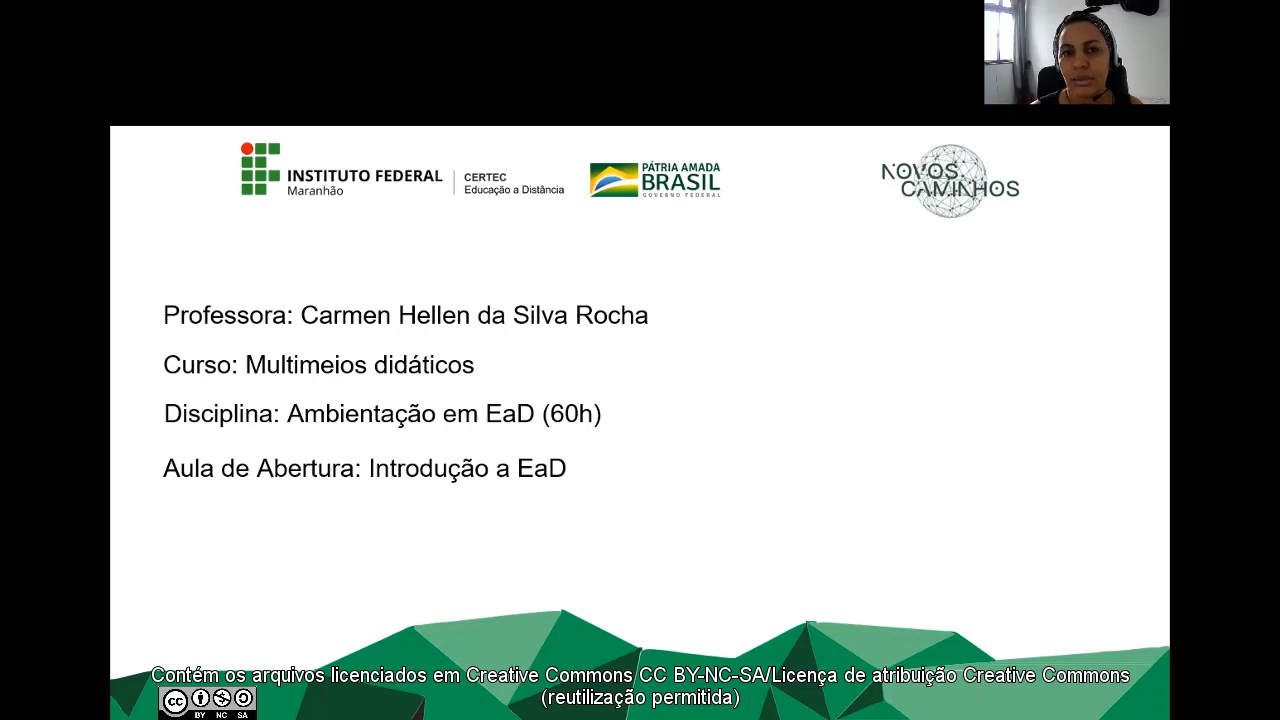 INSTITUTO FEDERAL
Maranhão
CERTEC
Educação a Distância
PÁTRIA AMADA
BRASIL
GOVERNO FEDERAL
NOVOS
CAMINHOS
Professora: Carmen Hellen da Silva Rocha
Curso: Multimeios didáticos
Disciplina: Ambientação em EaD (60h)
Aula de Abertura: Introdução a EaD
Contém os arquivos licenciados em Creative Commons CC BY-NC-SA/Licença de atribuição Creative Commons
(reutilização permitida)
cc
BY NC SA